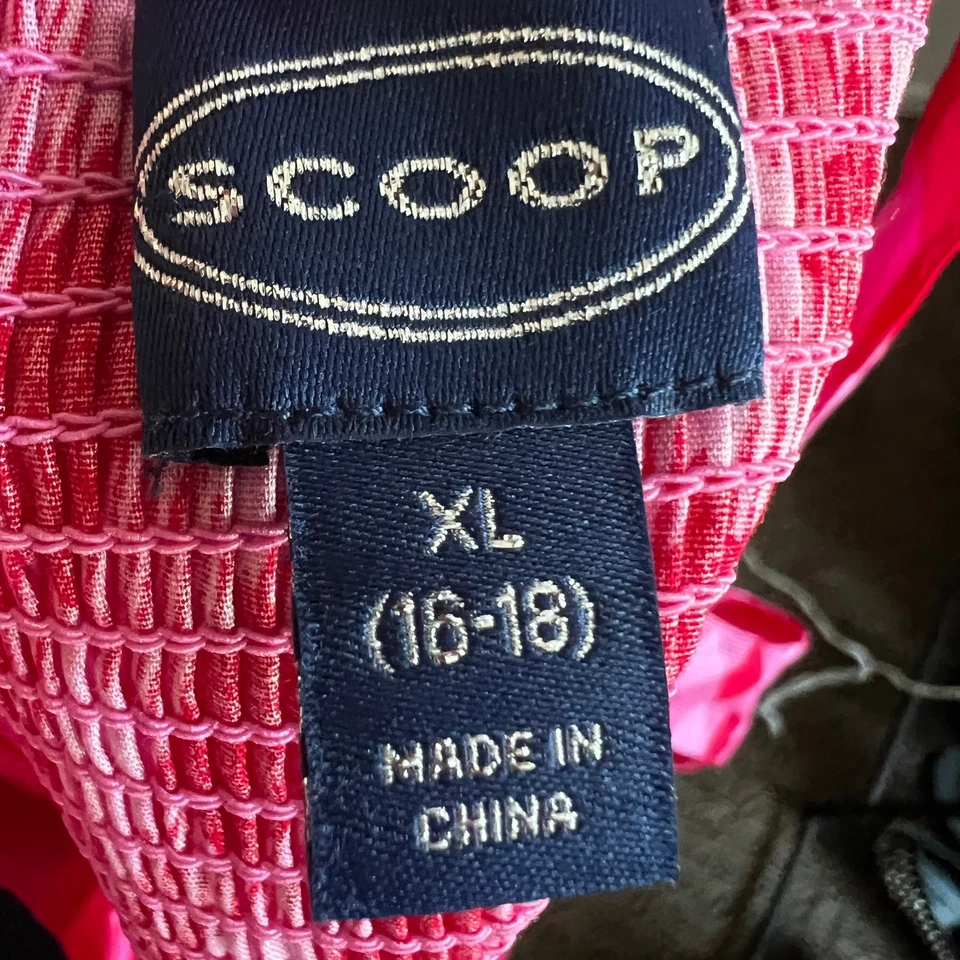 SCOOP
XL
(16-18)
MADE IN
CHINA